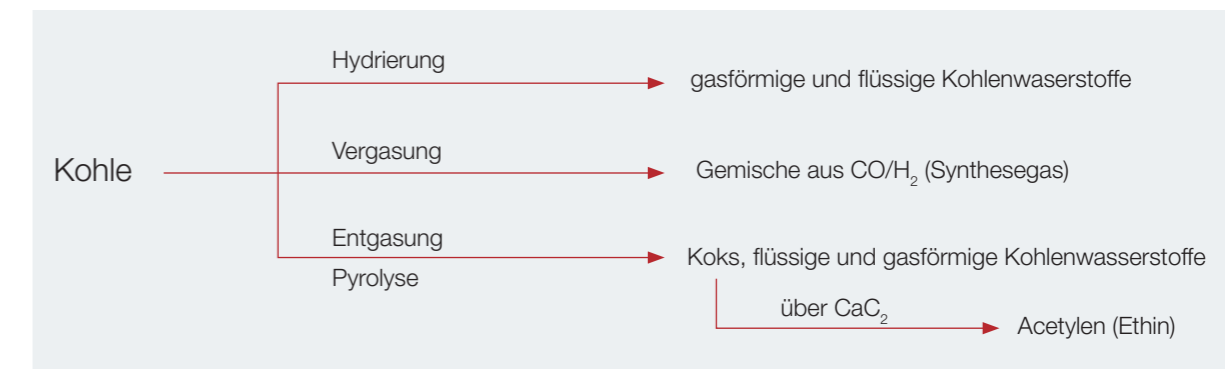 Hydrierung
gasförmige und flüssige Kohlenwaserstoffe
Kohle
Vergasung
Gemische aus CO/H₂ (Synthesegas)
Entgasung
Pyrolyse
Koks, flüssige und gasförmige Kohlenwasserstoffe
über CaC₂
Acetylen (Ethin)